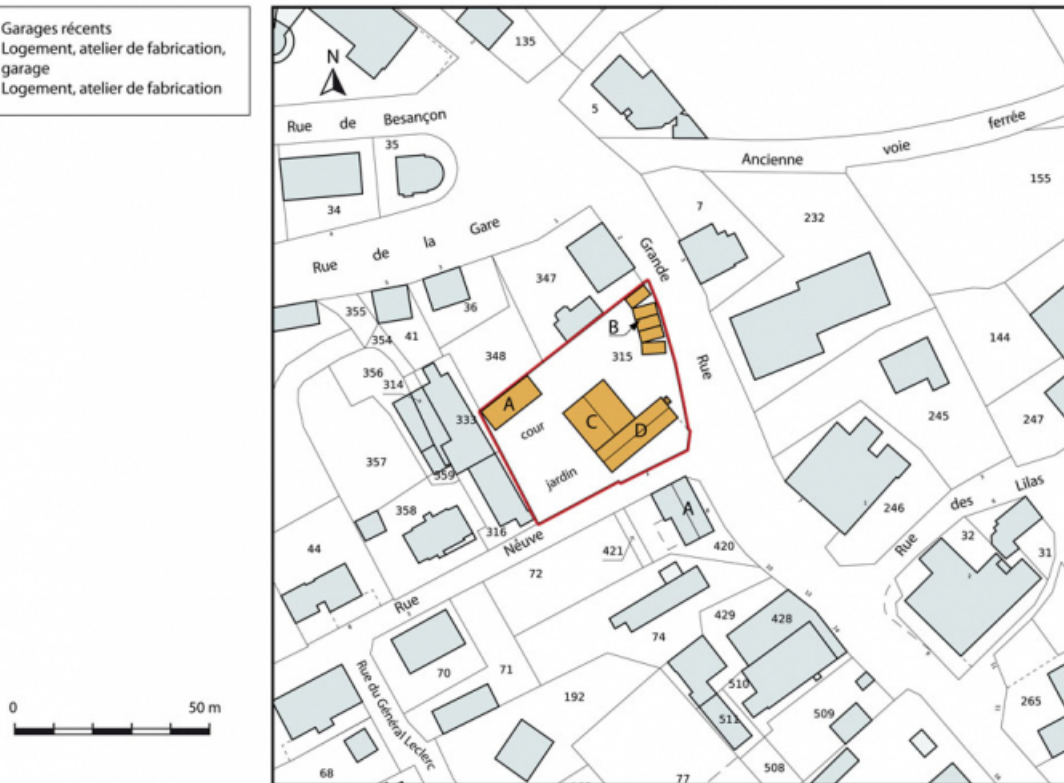 Garages récents
Logement, atelier de fabrication,
garage
Logement, atelier de fabrication
N
135
5
Rue de Besançon
Ancienne voie ferrée
35
155
34
7
232
Rue de la Gare
Grande Rue
347
355
36
354
41
B
315
144
348
356
314
A
333
cour
C
D
245
247
357
359
jardin
358
A
246
Rue des Lilas
316
Rue Neuve
421
420
32
31
44
72
429
428
74
70
71
510
0
50 m
Rue du Général Leclerc
192
511
509
265
68
77
508